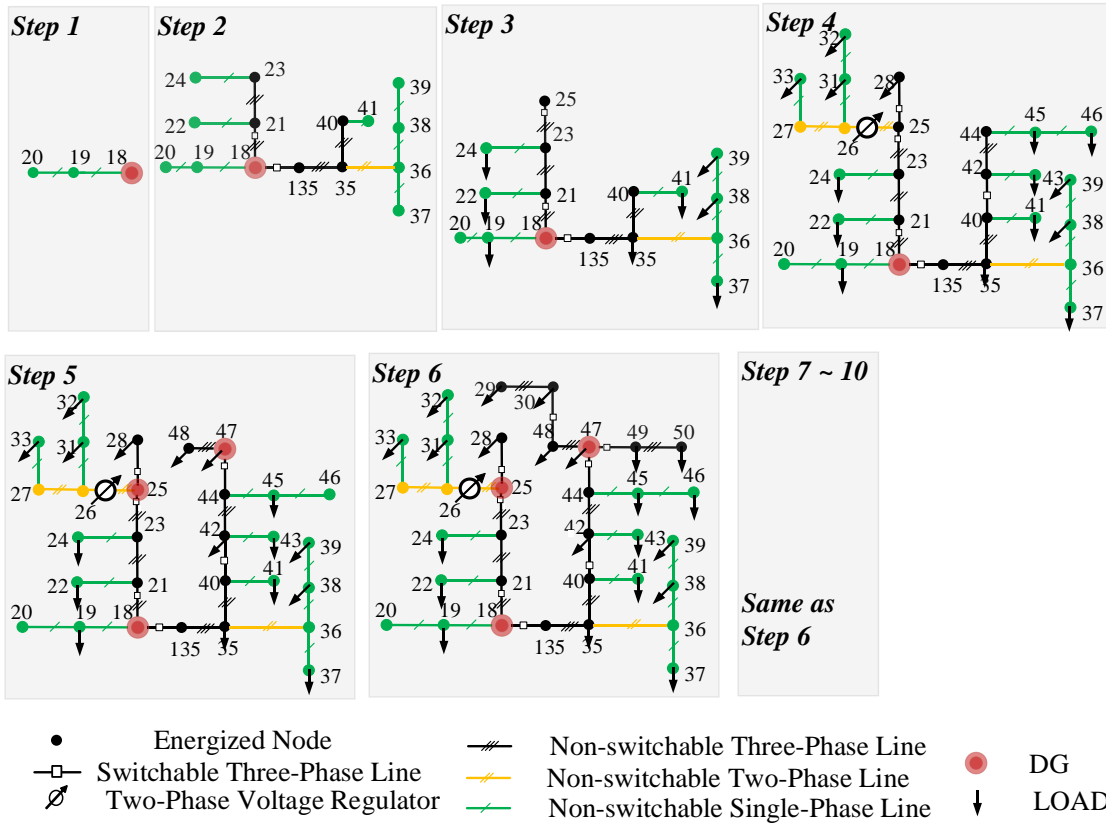 Step 1
20 19 18
Step 2
24 23
22 21
20 19 18
135 35
40 41
39
38
36
37
Step 3
25
23
24
21
22
20 19 18
135 35
40 41
39
38
36
37
Step 4
32
33 31 28
27 26 25
23
24
21
22
20 19 18
135 35
44 45 46
42 43
40 41
39
38
36
37
Step 5
32
33 31 28
27 26 25
23
24
21
22
20 19 18
135 35
48 47
44 45 46
42 43
40 41
39
38
36
37
Step 6
29 30
32
33 31 28
27 26 25
23
24
21
22
20 19 18
135 35
48 47 49 50
44 45 46
42 43
40 41
39
38
36
37
Step 7 ~ 10
Same as
Step 6
Energized Node
Switchable Three-Phase Line
Two-Phase Voltage Regulator
Non-switchable Three-Phase Line
Non-switchable Two-Phase Line
Non-switchable Single-Phase Line
DG
LOAD